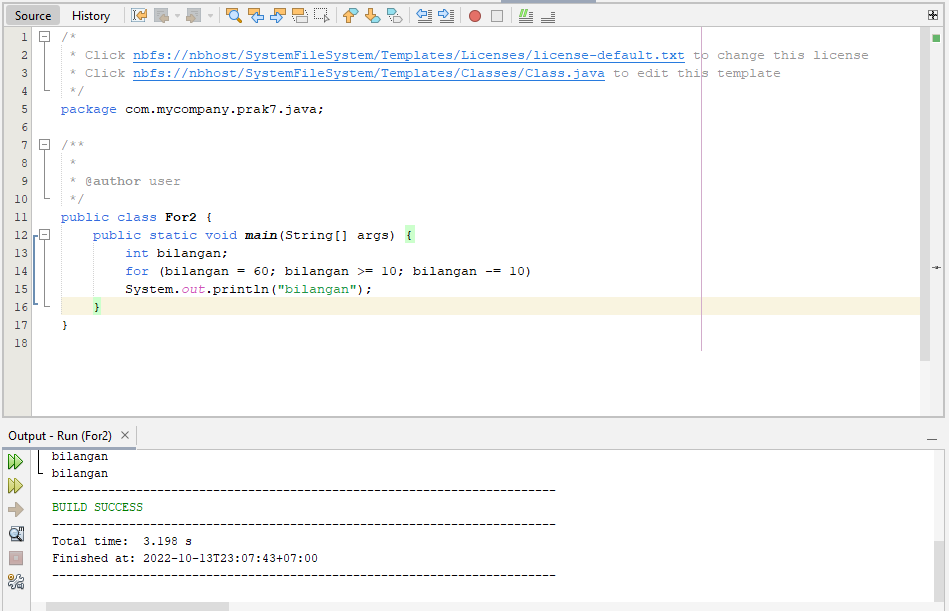 Source History
1 /*
2 * Click nbfs://nbhost/SystemFileSystem/Templates/Licenses/license-default.txt to change this license
3 * Click nbfs://nbhost/SystemFileSystem/Templates/Classes/Class.java to edit this template
4 */
5 package com.mycompany.prak7.java;
6
7 /**
8 *
9 * @author user
10 */
11 public class For2 {
12 public static void main(String[] args) {
13 int bilangan;
14 for (bilangan = 60; bilangan >= 10; bilangan -= 10)
15 System.out.println("bilangan");
16 }
17 }
18
Output - Run (For2) ×
bilangan
bilangan
------------------------------------------------------------------------
BUILD SUCCESS
------------------------------------------------------------------------
Total time: 3.198 s
Finished at: 2022-10-13T23:07:43+07:00
------------------------------------------------------------------------